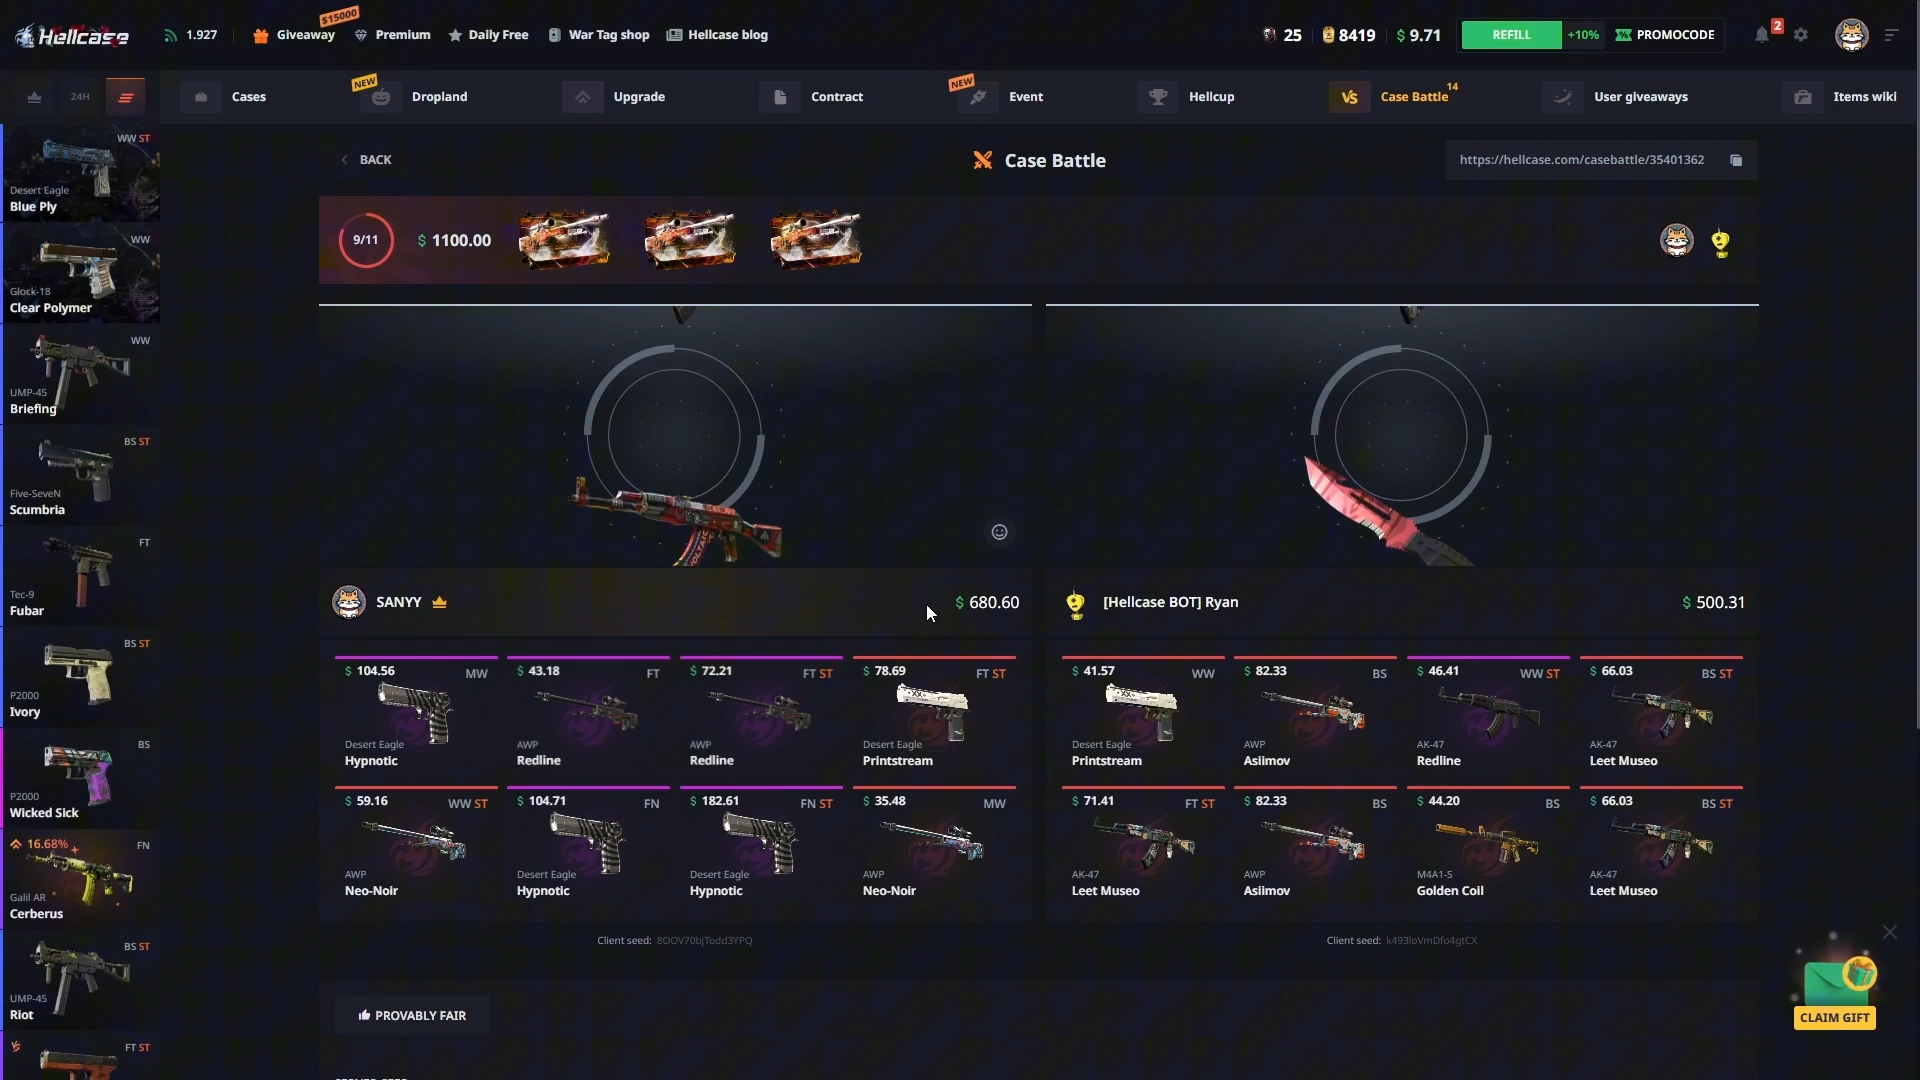 Hellcase
1.927
Giveaway
$15000
Premium
Daily Free
War Tag shop
Hellcase blog
25
8419
$ 9.71
REFILL
+10%
PROMOCODE
2
24H
Cases
NEW
Dropland
Upgrade
Contract
NEW
Event
Hellcup
VS
Case Battle
14
User giveaways
Items wiki
WW ST
Desert Eagle
Blue Ply
WW
Glock-18
Clear Polymer
WW
UMP-45
Briefing
BS ST
Five-SeveN
Scumbria
FT
Tec-9
Fubar
BS ST
P2000
Ivory
BS
P2000
Wicked Sick
16.68%
FN
Galil AR
Cerberus
BS ST
UMP-45
Riot
FT ST
BACK
Case Battle
https://hellcase.com/casebattle/35401362
9/11
$ 1100.00
SANYY
$ 680.60
$ 104.56
MW
Desert Eagle
Hypnotic
$ 43.18
FT
AWP
Redline
$ 72.21
FT ST
AWP
Redline
$ 78.69
FT ST
Desert Eagle
Printstream
$ 59.16
WW ST
AWP
Neo-Noir
$ 104.71
FN
Desert Eagle
Hypnotic
$ 182.61
FN ST
Desert Eagle
Hypnotic
$ 35.48
MW
AWP
Neo-Noir
Client seed: 8OOV70bjTodd3YPQ
[Hellcase BOT] Ryan
$ 500.31
$ 41.57
WW
Desert Eagle
Printstream
$ 82.33
BS
AWP
Asiimov
$ 46.41
WW ST
AK-47
Redline
$ 66.03
BS ST
AK-47
Leet Museo
$ 71.41
FT ST
AK-47
Leet Museo
$ 82.33
BS
AWP
Asiimov
$ 44.20
BS
M4A1-S
Golden Coil
$ 66.03
BS ST
AK-47
Leet Museo
Client seed: k493loVmDfo4gtCX
PROVABLY FAIR
CLAIM GIFT